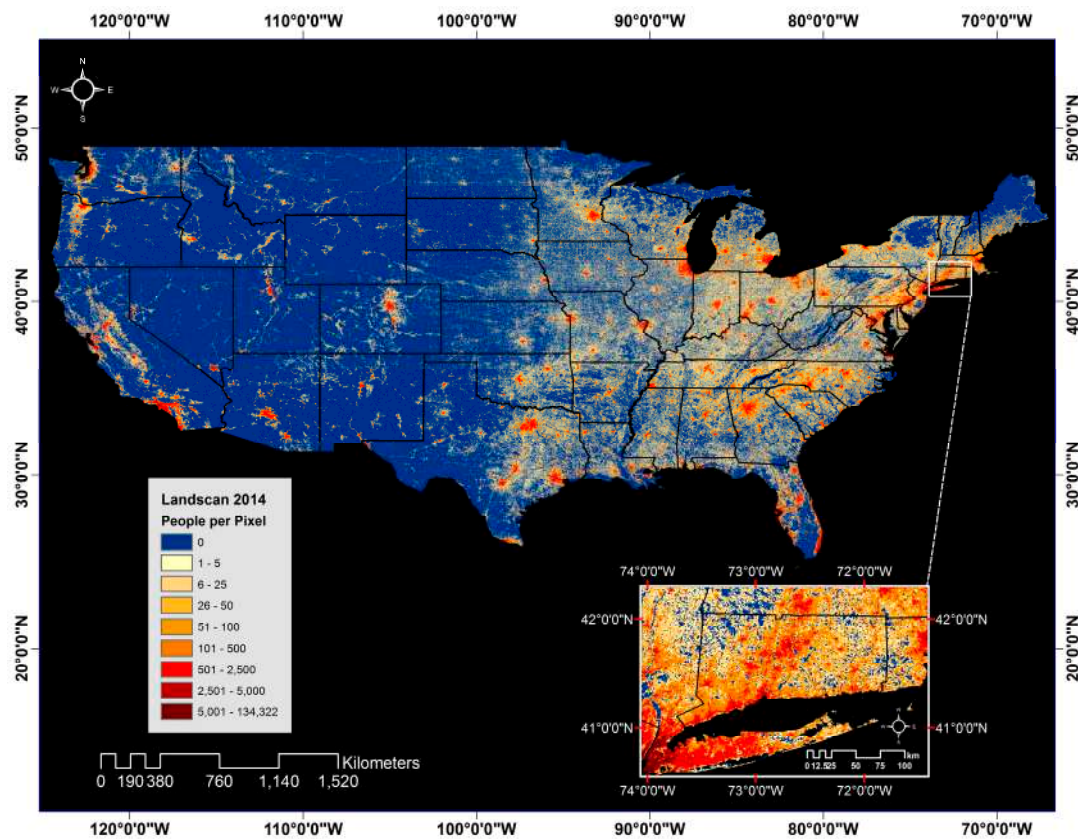 120°0'0"W 110°0'0"W 100°0'0"W 90°0'0"W 80°0'0"W 70°0'0"W
N
W E
S
50°0'0"N 50°0'0"N
40°0'0"N 40°0'0"N
30°0'0"N 30°0'0"N
20°0'0"N 20°0'0"N
Landscan 2014
People per Pixel
0
1 - 5
6 - 25
26 - 50
51 - 100
101 - 500
501 - 2,500
2,501 - 5,000
5,001 - 134,322
Kilometers
0 190 380 760 1,140 1,520
74°0'0"W 73°0'0"W 72°0'0"W
42°0'0"N 42°0'0"N
41°0'0"N 41°0'0"N
km
0 12.5 25 50 75 100
74°0'0"W 73°0'0"W 72°0'0"W
120°0'0"W 110°0'0"W 100°0'0"W 90°0'0"W 80°0'0"W 70°0'0"W